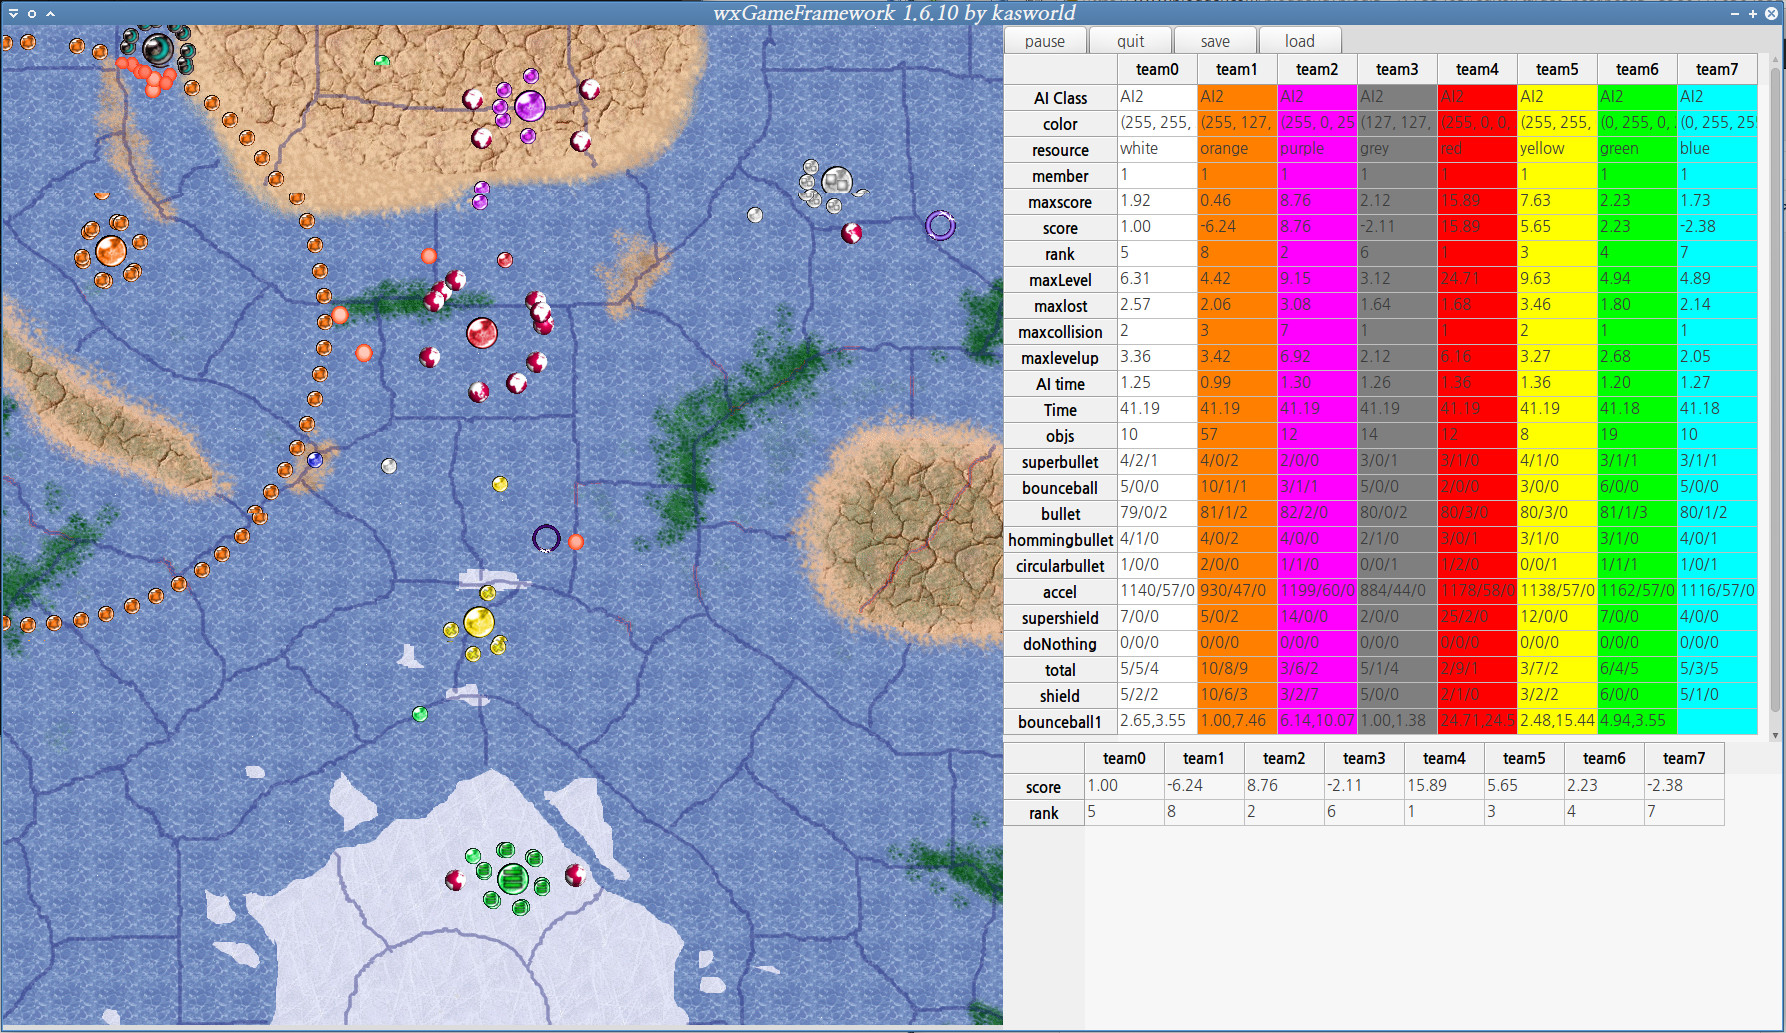 wxGameFramework 1.6.10 by kasworld
pause quit save load
team0 team1 team2 team3 team4 team5 team6 team7
AI Class AI2 AI2 AI2 AI2 AI2 AI2 AI2 AI2
color (255, 255, (255, 127, (255, 0, 25 (127, 127, (255, 0, 0, (255, 255, (0, 255, 0, (0, 255, 25
resource white orange purple grey red yellow green blue
member 1 1 1 1 1 1 1 1
maxscore 1.92 0.46 8.76 2.12 15.89 7.63 2.23 1.73
score 1.00 -6.24 8.76 -2.11 15.89 5.65 2.23 -2.38
rank 5 8 2 6 1 3 4 7
maxLevel 6.31 4.42 9.15 3.12 24.71 9.63 4.94 4.89
maxlost 2.57 2.06 3.08 1.64 1.68 3.46 1.80 2.14
maxcollision 2 3 7 1 1 2 1 1
maxlevelup 3.36 3.42 6.92 2.12 6.16 3.27 2.68 2.05
AI time 1.25 0.99 1.30 1.26 1.36 1.36 1.20 1.27
Time 41.19 41.19 41.19 41.19 41.19 41.19 41.18 41.18
objs 10 57 12 14 12 8 19 10
superbullet 4/2/1 4/0/2 2/0/0 3/0/1 3/1/0 4/1/0 3/1/1 3/1/1
bounceball 5/0/0 10/1/1 3/1/1 5/0/0 2/0/0 3/0/0 6/0/0 5/0/0
bullet 79/0/2 81/1/2 82/2/0 80/0/2 80/3/0 80/3/0 81/1/3 80/1/2
hommingbullet 4/1/0 4/0/2 4/0/0 2/1/0 3/0/1 3/1/0 3/1/0 4/0/1
circularbullet 1/0/0 2/0/0 1/1/0 0/0/1 1/2/0 0/0/1 1/1/1 1/0/1
accel 1140/57/0 930/47/0 1199/60/0 884/44/0 1178/58/0 1138/57/0 1162/57/0 1116/57/0
supershield 7/0/0 5/0/2 14/0/0 2/0/0 25/2/0 12/0/0 7/0/0 4/0/0
doNothing 0/0/0 0/0/0 0/0/0 0/0/0 0/0/0 0/0/0 0/0/0 0/0/0
total 5/5/4 10/8/9 3/6/2 5/1/4 2/9/1 3/7/2 6/4/5 5/3/5
shield 5/2/2 10/6/3 3/2/7 5/0/0 2/1/0 3/2/2 6/0/0 5/1/0
bounceball1 2.65,3.55 1.00,7.46 6.14,10.07 1.00,1.38 24.71,24.5 2.48,15.44 4.94,3.55
team0 team1 team2 team3 team4 team5 team6 team7
score 1.00 -6.24 8.76 -2.11 15.89 5.65 2.23 -2.38
rank 5 8 2 6 1 3 4 7